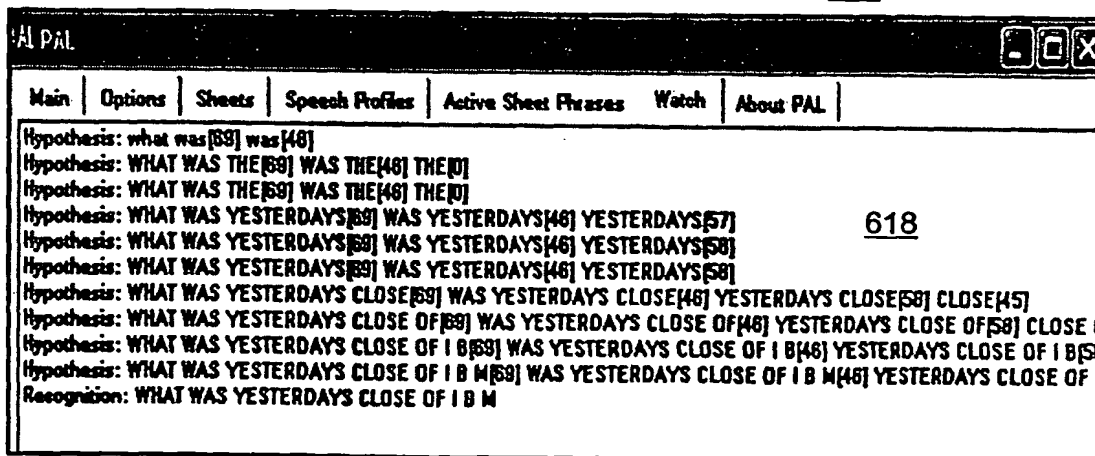 PAL
Main Options Sheets Speech Profiles Active Sheet Phrases Watch About PAL
Hypothesis: what was[69] was[46]
Hypothesis: WHAT WAS THE[69] WAS THE[46] THE[0]
Hypothesis: WHAT WAS THE[69] WAS THE[46] THE[0]
Hypothesis: WHAT WAS YESTERDAYS[69] WAS YESTERDAYS[46] YESTERDAYS[57]
618
Hypothesis: WHAT WAS YESTERDAYS[69] WAS YESTERDAYS[46] YESTERDAYS[58]
Hypothesis: WHAT WAS YESTERDAYS[69] WAS YESTERDAYS[46] YESTERDAYS[58]
Hypothesis: WHAT WAS YESTERDAYS CLOSE[69] WAS YESTERDAYS CLOSE[46] YESTERDAYS CLOSE[58] CLOSE[45]
Hypothesis: WHAT WAS YESTERDAYS CLOSE OF[69] WAS YESTERDAYS CLOSE OF[46] YESTERDAYS CLOSE OF[58] CLOSE
Hypothesis: WHAT WAS YESTERDAYS CLOSE OF I B[69] WAS YESTERDAYS CLOSE OF I B[46] YESTERDAYS CLOSE OF I B[5
Hypothesis: WHAT WAS YESTERDAYS CLOSE OF I B M[69] WAS YESTERDAYS CLOSE OF I B M[46] YESTERDAYS CLOSE OF
Recognition: WHAT WAS YESTERDAYS CLOSE OF I B M